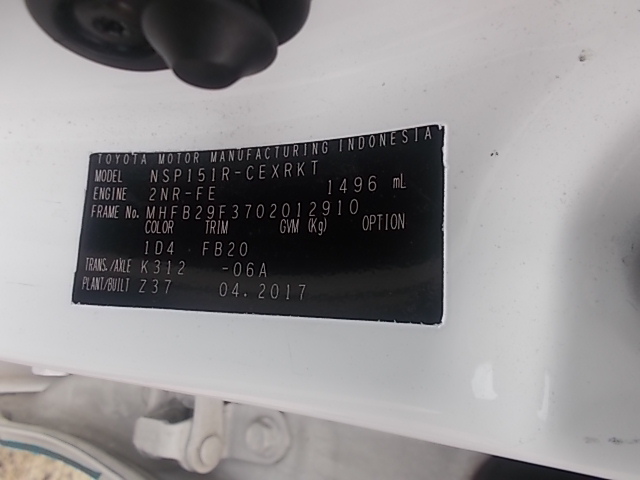 TOYOTA MOTOR MANUFACTURING INDONESIA
MODEL NSP151R-CEXRKT
ENGINE 2NR-FE 1496 mL
FRAME No. MHFB29F3702012910
COLOR TRIM GVM (Kg) OPTION
1D4 FB20
TRANS./AXLE K312 -06A
PLANT/BUILT Z37 04.2017